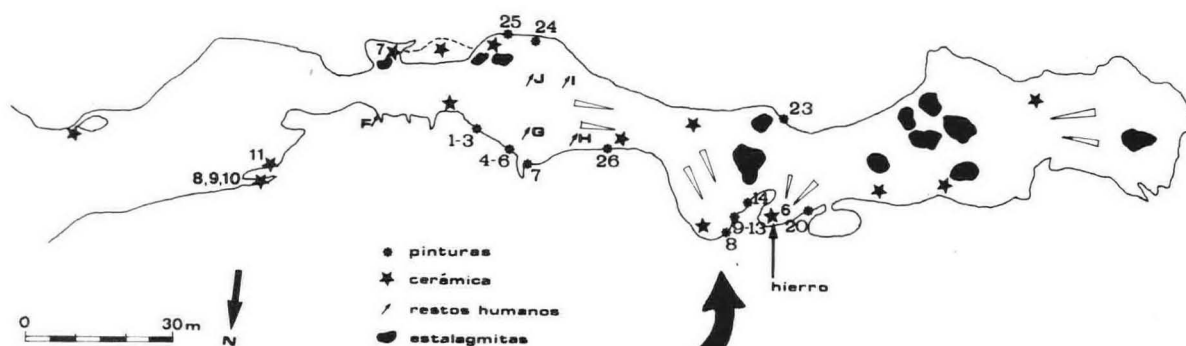 25 24
7
J I
23
F
G H
1-3
4-6
7
26
11
8,9,10
14
6
9-13
20
8
pinturas
cerámica
hierro
restos humanos
0 30 m
N
estalagmitas